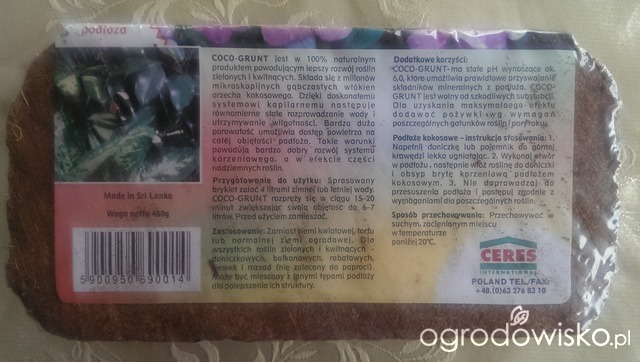 podłoża
COCO-GRUNT jest w 100% naturalnym
produktem powodującym lepszy rozwój roślin
zielonych i kwitnących. Składa się z milionów
mikroskopijnych gąbczastych włókien
orzecha kokosowego. Dzięki doskonałemu
systemowi kapilarnemu następuje
równomierne stałe rozprowadzanie wody i
utrzymywanie wilgotności. Bardzo duża
porowatość umożliwia dostęp powietrza na
całej objętości podłoża. Takie warunki
powodują bardzo dobry rozwój systemu
korzeniowego, a w efekcie części
nadziemnych roślin.
Przygotowanie do użytku: Sprasowany
brykiet zalać 4 litrami zimnej lub letniej wody.
COCO-GRUNT rozpręży się w ciągu 15-20
minut zwiększając swoją objętość do 6-7
litrów. Przed użyciem zamieszać.
Zastosowanie: Zamiast ziemi kwiatowej, tartu
lub normalnej ziemi ogrodowej. Dla
wszystkich roślin zielonych i kwitnących -
doniczkowych, balkonowych, rabatowych,
krzewek i rozsad (nie zalecany do paproci).
Może być mieszany z innymi typami podłoży
dla polepszenia ich struktury.
Dodatkowe korzyści:
COCO-GRUNT ma stałe pH wynoszące ok.
6,0, które umożliwia prawidłowe przyswajanie
składników mineralnych z podłoża. COCO-
GRUNT jest wolny od szkodliwych substancji.
Dla uzyskania maksymalnego efektu
dodawać pożywki wg wymagań
poszczególnych gatunków roślin i pory roku.
Podłoże kokosowe - instrukcja stosowania: 1.
Napełnij doniczkę lub pojemnik do górnej
krawędzi lekko ugniatając. 2. Wykonaj otwór
w podłożu, następnie włóż roślinę do doniczki
i obsyp bryłę korzeniową podłożem
kokosowym. 3. Nie doprowadzaj do
przesuszenia podłoża i postępuj zgodnie z
wymaganiami dla poszczególnych roślin.
Sposób przechowywania: Przechowywać w
suchym, zacienionym miejscu
w temperaturze
poniżej 20°C.
Made in Sri Lanka
Waga netto 460g
5 900950 690014
CERES
INTERNATIONAL
POLAND TEL./FAX:
+48 (0)63 276 83 10
ogrodowisko.pl